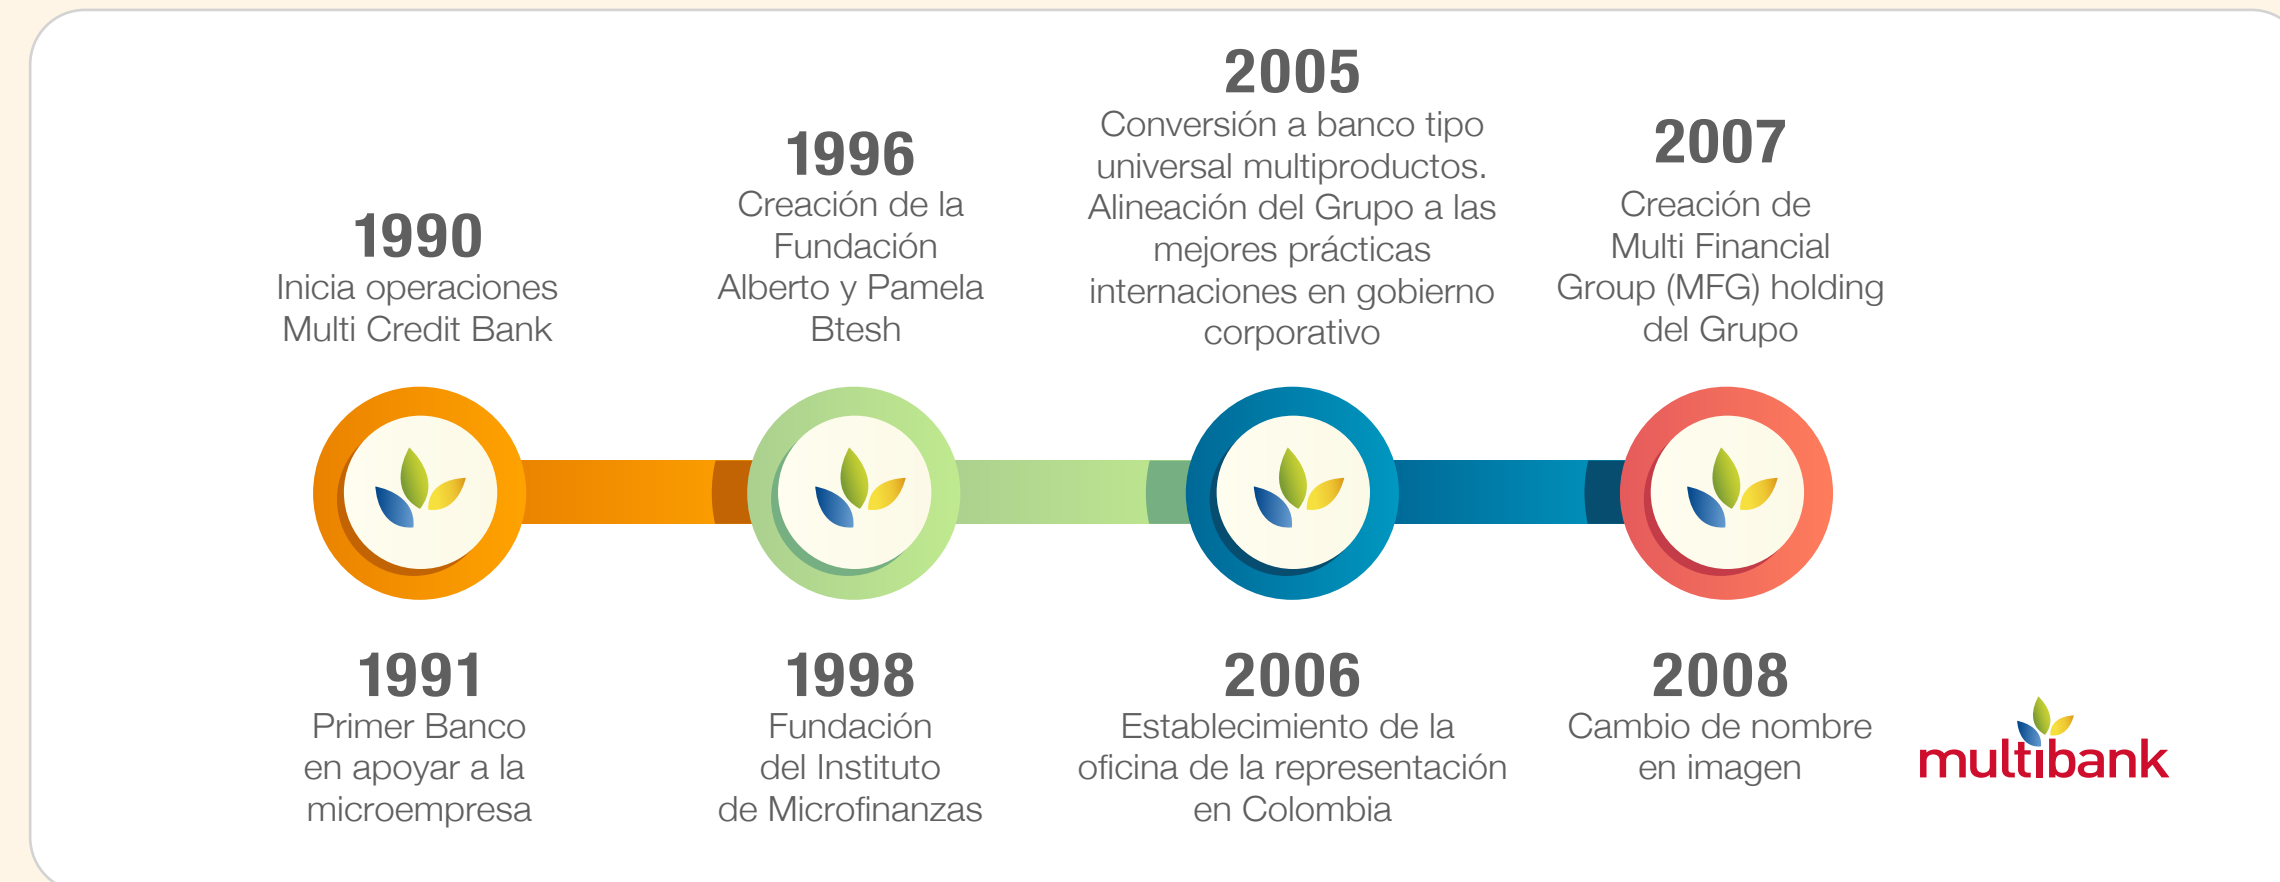 1990
Inicia operaciones
Multi Credit Bank
1996
Creación de la
Fundación
Alberto y Pamela
Btesh
2005
Conversión a banco tipo
universal multiproductos.
Alineación del Grupo a las
mejores prácticas
internaciones en gobierno
corporativo
2007
Creación de
Multi Financial
Group (MFG) holding
del Grupo
1991
Primer Banco
en apoyar a la
microempresa
1998
Fundación
del Instituto
de Microfinanzas
2006
Establecimiento de la
oficina de la representación
en Colombia
2008
Cambio de nombre
en imagen
multibank